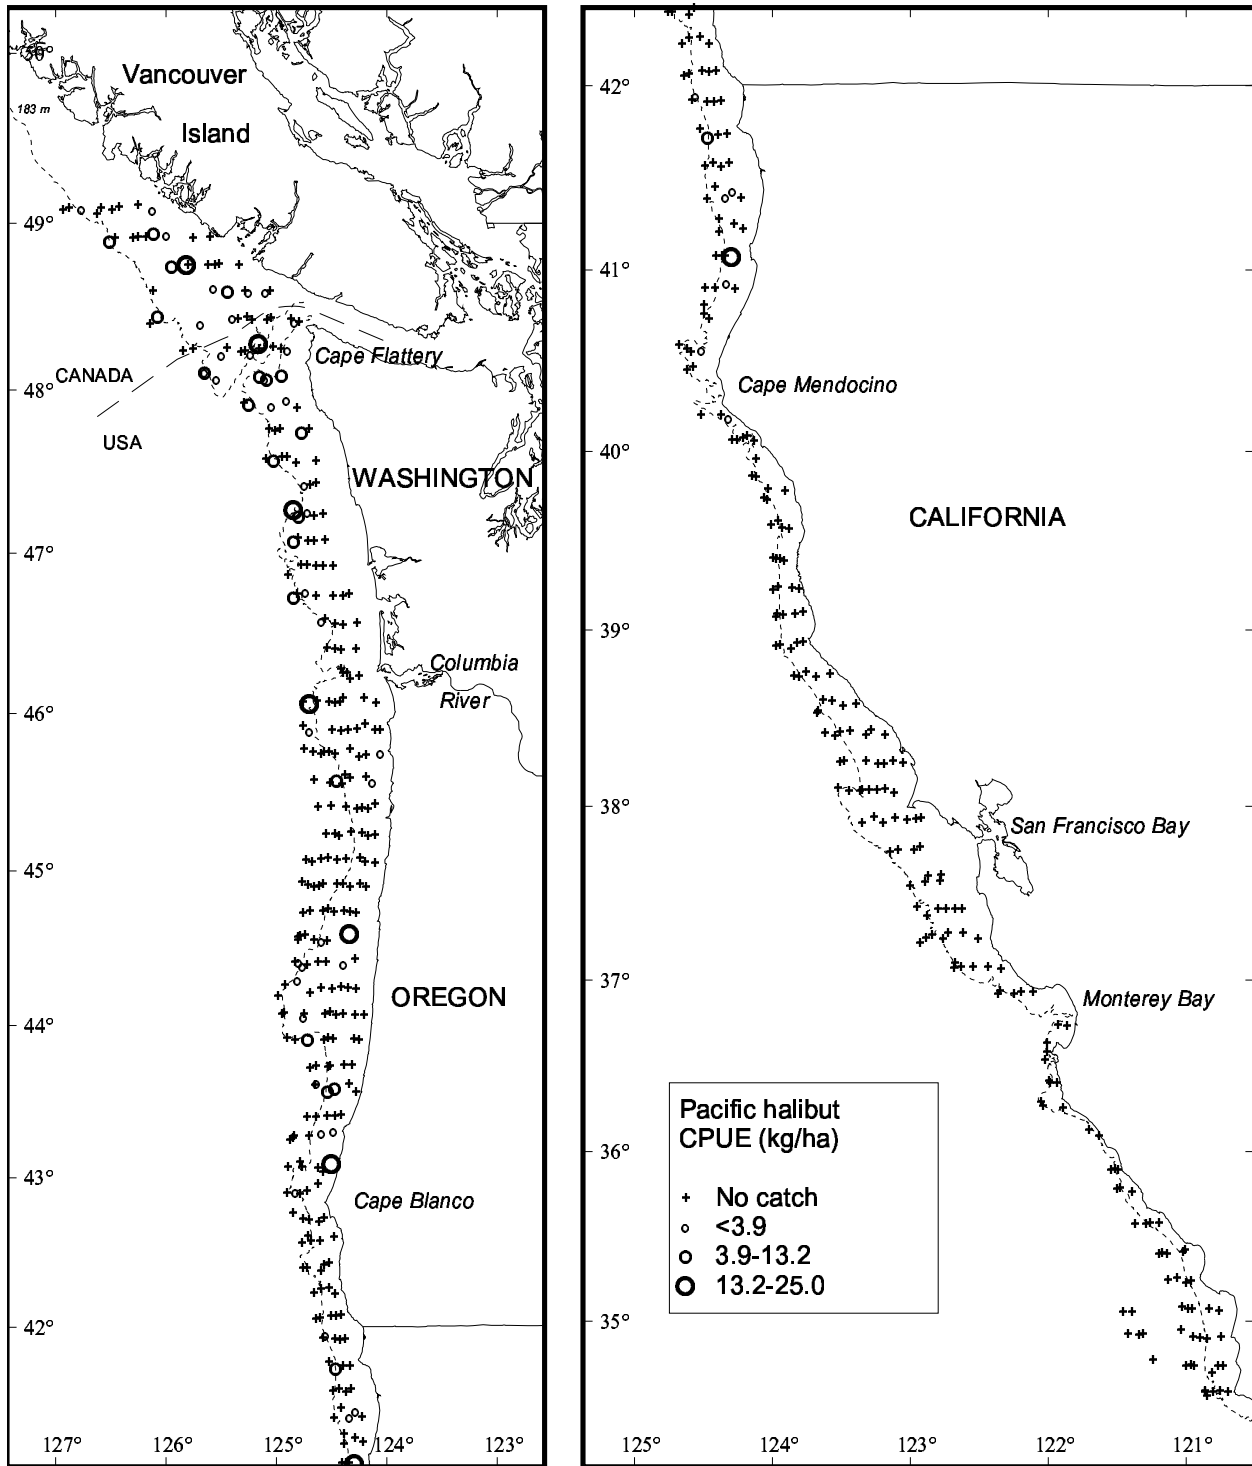 50°
Vancouver
183 m
Island
49°
Cape Flattery
CANADA
48°
USA
WASHINGTON
47°
Columbia
River
46°
45°
OREGON
44°
43°
Cape Blanco
42°
127°
126°
125°
124°
123°
42°
41°
Cape Mendocino
40°
CALIFORNIA
39°
38°
San Francisco Bay
37°
Monterey Bay
Pacific halibut
CPUE (kg/ha)
36°
No catch
<3.9
3.9-13.2
13.2-25.0
35°
125°
124°
123°
122°
121°